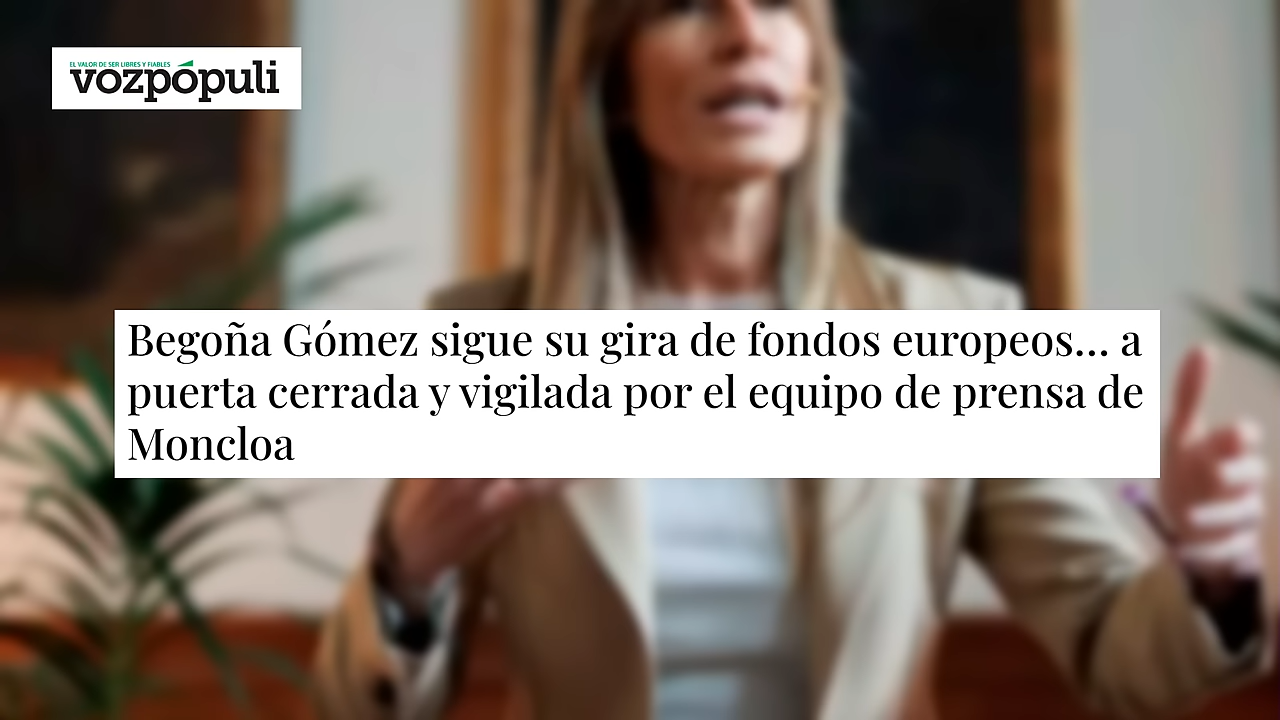 EL VALOR DE SER LIBRES Y FIABLES
vozpópuli
Begoña Gómez sigue su gira de fondos europeos... a
puerta cerrada y vigilada por el equipo de prensa de
Moncloa